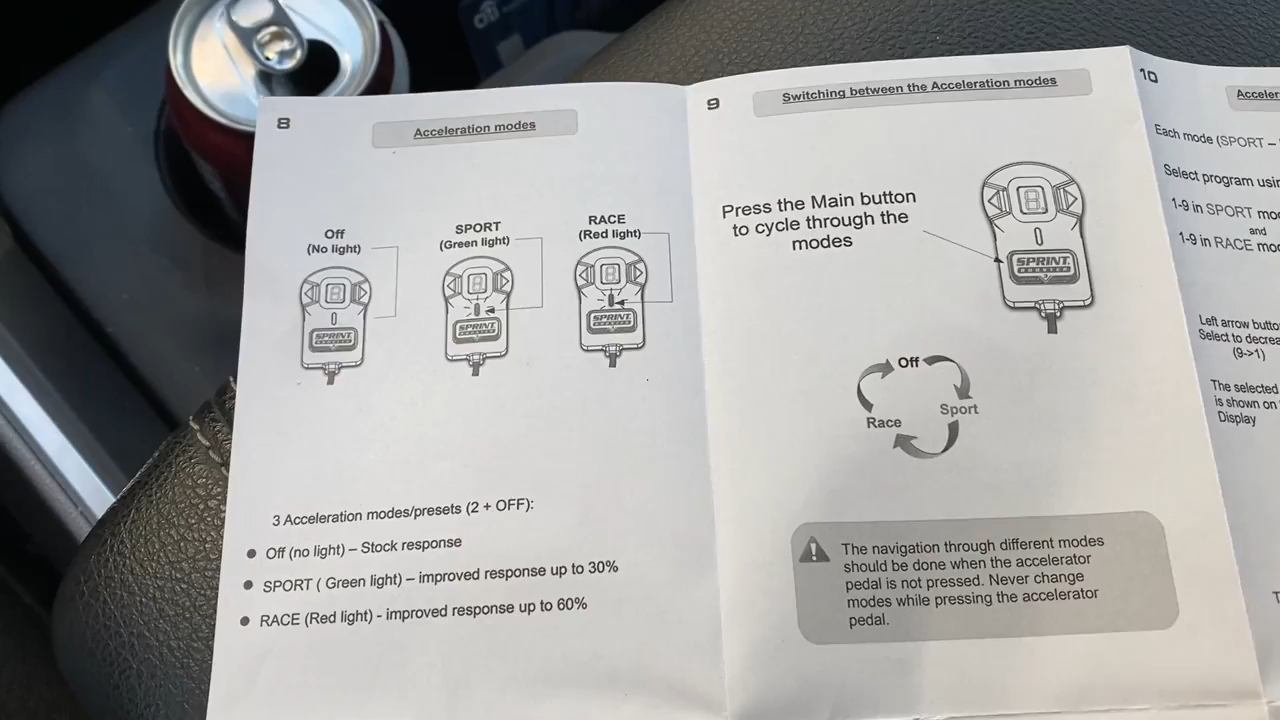 citi
8
Acceleration modes
Off
(No light)
SPORT
(Green light)
RACE
(Red light)
SPRINT
BOOSTER
SPRINT
BOOSTER
SPRINT
BOOSTER
3 Acceleration modes/presets (2 + OFF):
Off (no light) – Stock response
SPORT ( Green light) – improved response up to 30%
RACE (Red light) - improved response up to 60%
9
Switching between the Acceleration modes
Press the Main button
to cycle through the
modes
SPRINT
BOOSTER
Off
Sport
Race
The navigation through different modes
should be done when the accelerator
pedal is not pressed. Never change
modes while pressing the accelerator
pedal.
10
Acceler
Each mode (SPORT –
Select program usin
1-9 in SPORT mo
and
1-9 in RACE mo
Left arrow butto
Select to decrea
(9->1)
The selected
is shown on
Display